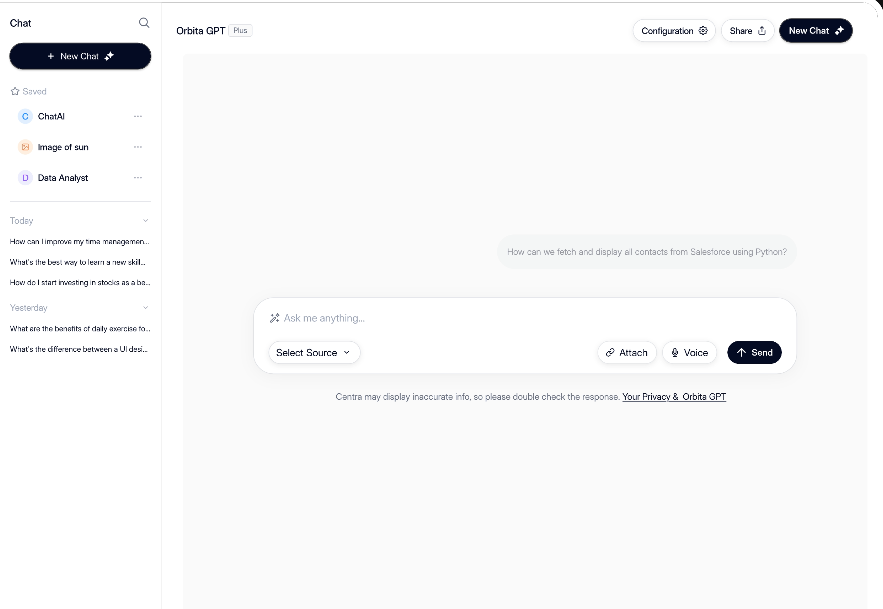 Chat
+ New Chat
Saved
C ChatAI ...
Image of sun ...
D Data Analyst ...
Today
How can I improve my time managemen...
What's the best way to learn a new skill...
How do I start investing in stocks as a be...
Yesterday
What are the benefits of daily exercise fo...
What's the difference between a UI desi...
Orbita GPT Plus
Configuration
Share
New Chat
How can we fetch and display all contacts from Salesforce using Python?
Ask me anything...
Select Source
Attach
Voice
Send
Centra may display inaccurate info, so please double check the response. Your Privacy & Orbita GPT